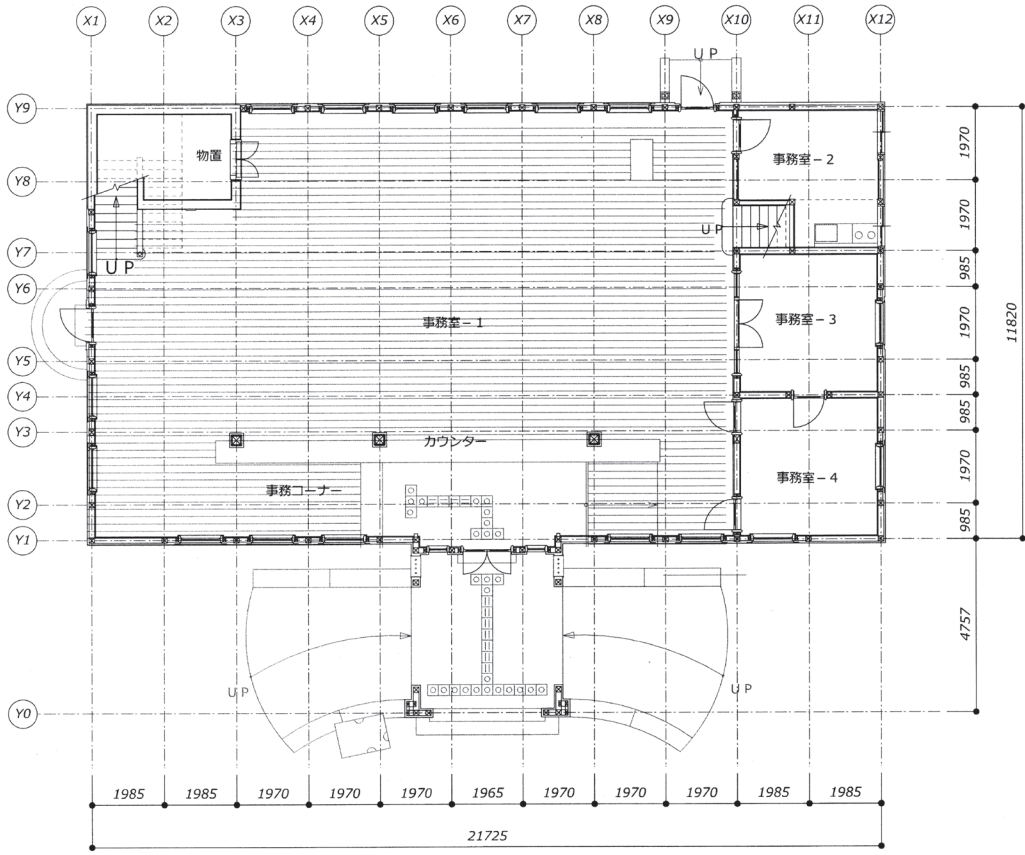 X1 X2 X3 X4 X5 X6 X7 X8 X9 X10 X11 X12
UP
Y9
1970
物置
事務室－2
Y8
1970
UP
Y7
UP
985
Y6
事務室－1
事務室－3
1970
11820
Y5
985
Y4
985
Y3
カウンター
1970
事務コーナー
事務室－4
Y2
985
Y1
4757
UP
UP
Y0
1985 1985 1970 1970 1970 1965 1970 1970 1970 1985 1985
21725